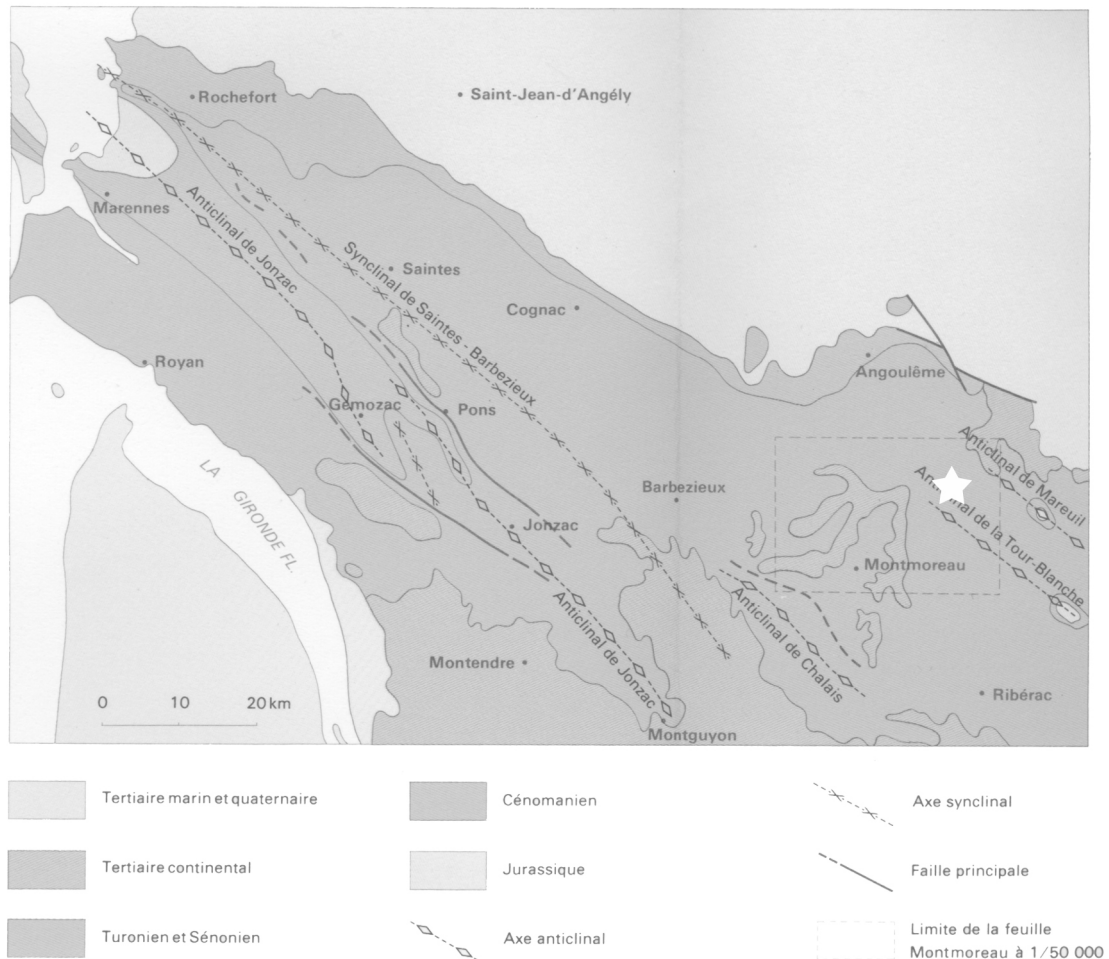 Rochefort
Saint-Jean-d'Angély
Marennes
Anticlinal de Jonzac
Synclinal de Saintes - Barbezieux
Saintes
Cognac
Royan
Angoulême
Gémozac
Pons
Anticlinal de Mareuil
LA GIRONDE FL.
Barbezieux
de la Tour-Blanche
Jonzac
Montmoreau
Anticlinal de Jonzac
Anticlinal de Chalais
Montendre
Ribérac
0 10 20 km
Montguyon
Tertiaire marin et quaternaire
Cénomanien
Axe synclinal
Tertiaire continental
Jurassique
Faille principale
Turonien et Sénonien
Axe anticlinal
Limite de la feuille
Montmoreau à 1/50 000